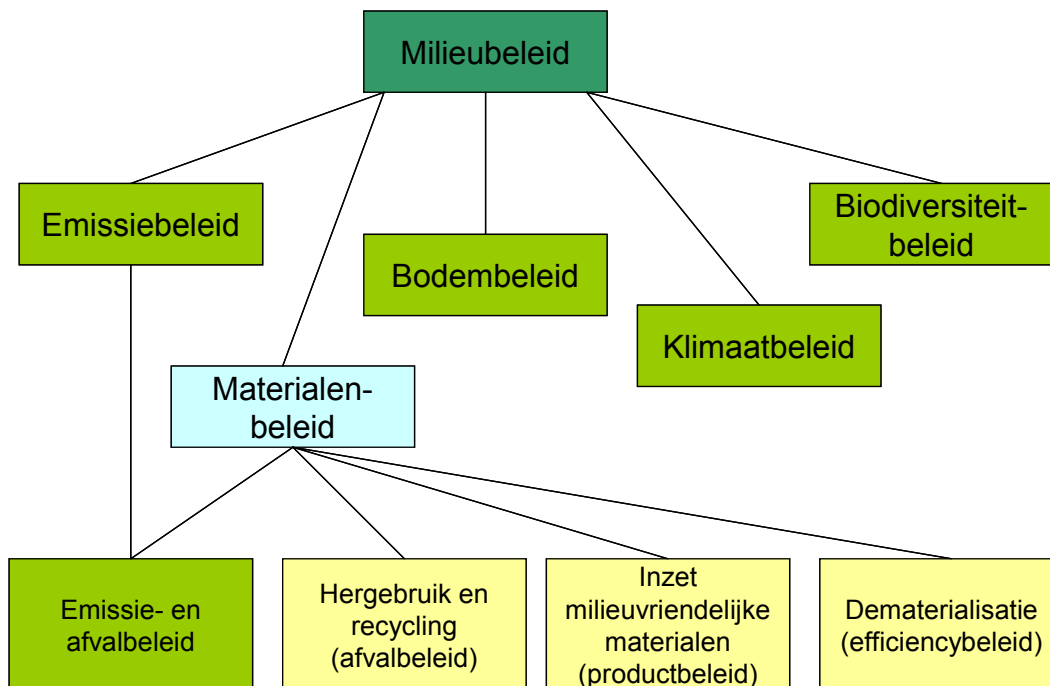 Milieubeleid
Emissiebeleid
Biodiversiteit-
beleid
Bodembeleid
Klimaatbeleid
Materialen-
beleid
Emissie- en
afvalbeleid
Hergebruik en
recycling
(afvalbeleid)
Inzet
milieuvriendelijke
materialen
(productbeleid)
Dematerialisatie
(efficiencybeleid)